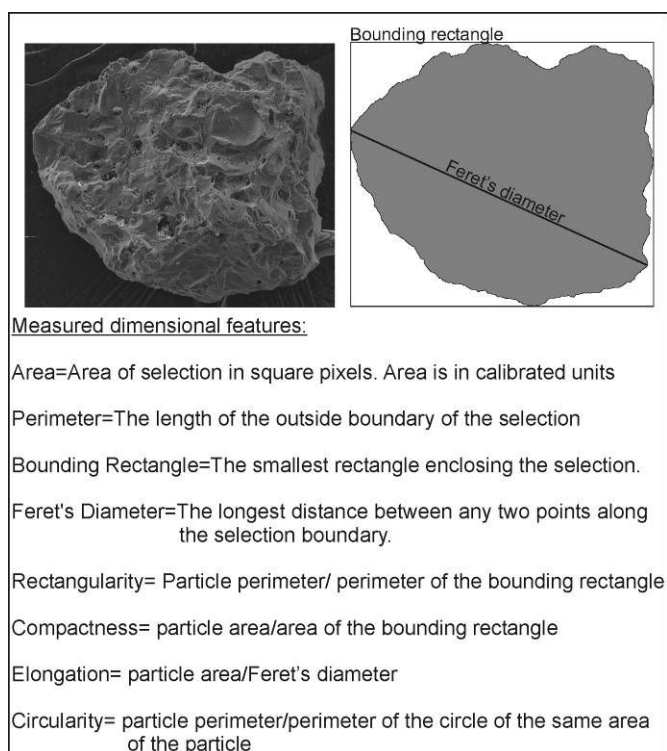 Bounding rectangle
Feret's diameter
Measured dimensional features:
Area=Area of selection in square pixels. Area is in calibrated units
Perimeter=The length of the outside boundary of the selection
Bounding Rectangle=The smallest rectangle enclosing the selection.
Feret's Diameter=The longest distance between any two points along
the selection boundary.
Rectangularity= Particle perimeter/ perimeter of the bounding rectangle
Compactness= particle area/area of the bounding rectangle
Elongation= particle area/Feret's diameter
Circularity= particle perimeter/perimeter of the circle of the same area
of the particle